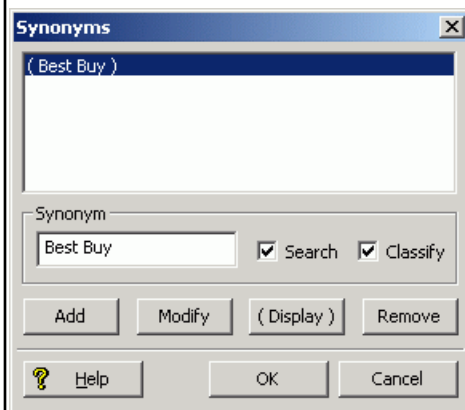 Synonyms
( Best Buy )
Synonym
Best Buy
Search
Classify
Add
Modify
( Display )
Remove
? Help
OK
Cancel